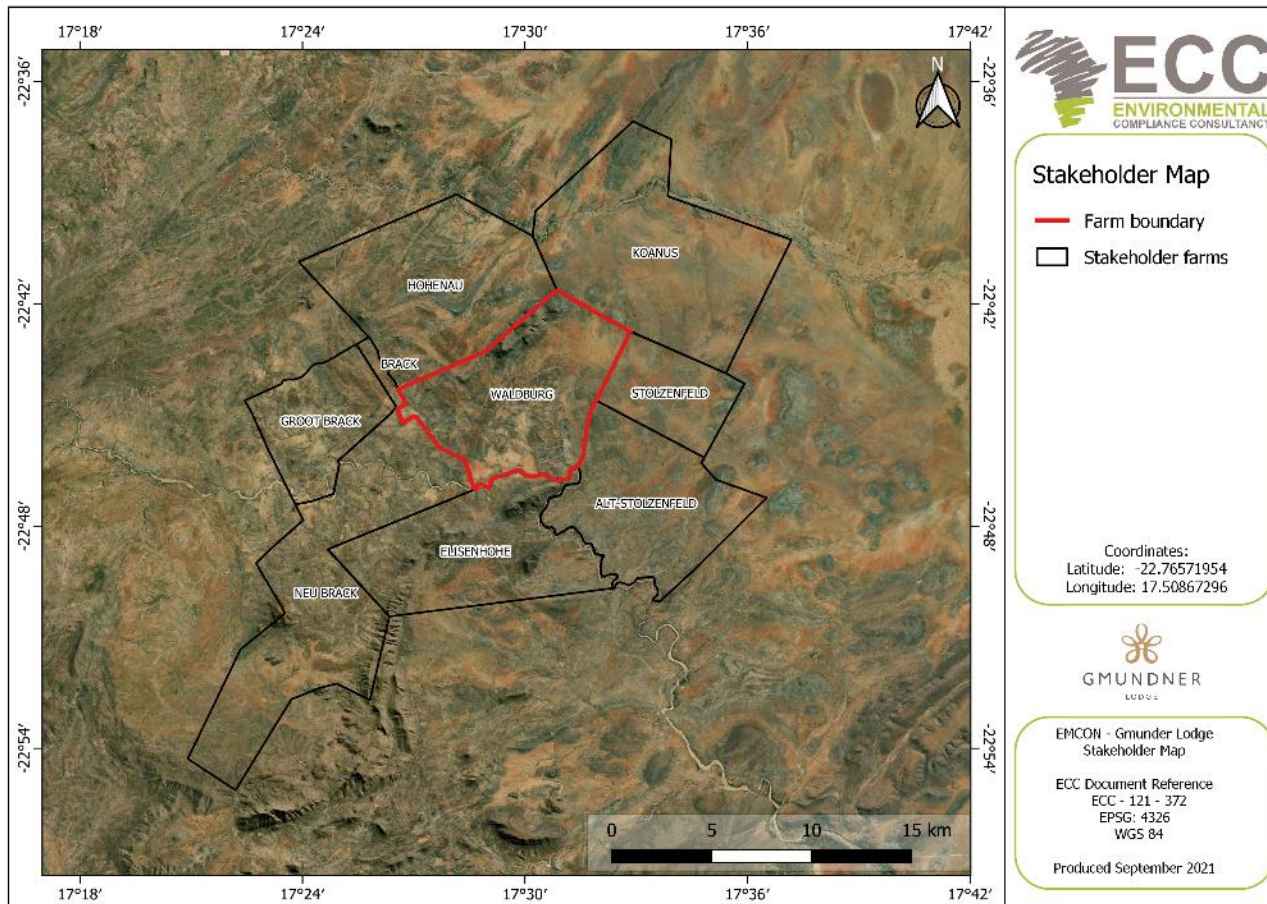 17°18′ 17°24′ 17°30′ 17°36′ 17°42′
-22°36′ -22°36′
N
KOANUS
HOHENAU
-22°42′ -22°42′
BRACK
WALDBURG
STOLZENFELD
GROOT BRACK
ALT-STOLZENFELD
-22°48′ -22°48′
ELISENHOHE
NEU BRACK
-22°54′ -22°54′
0 5 10 15 km
17°18′ 17°24′ 17°30′ 17°36′ 17°42′
ECC
ENVIRONMENTAL
COMPLIANCE CONSULTANCY
Stakeholder Map
Farm boundary
Stakeholder farms
Coordinates:
Latitude: -22.76571954
Longitude: 17.50867296
GMUNDNER
LODGE
EMCON - Gmunder Lodge
Stakeholder Map
ECC Document Reference
ECC - 121 - 372
EPSG: 4326
WGS 84
Produced September 2021